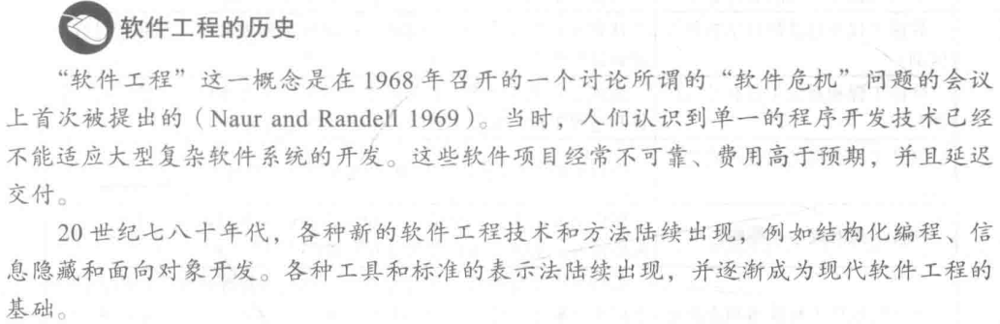 软件工程的历史
“软件工程”这一概念是在 1968 年召开的一个讨论所谓的“软件危机”问题的会议
上首次被提出的（Naur and Randell 1969）。当时，人们认识到单一的程序开发技术已经
不能适应大型复杂软件系统的开发。这些软件项目经常不可靠、费用高于预期，并且延迟
交付。
20 世纪七八十年代，各种新的软件工程技术和方法陆续出现，例如结构化编程、信
息隐藏和面向对象开发。各种工具和标准的表示法陆续出现，并逐渐成为现代软件工程的
基础。